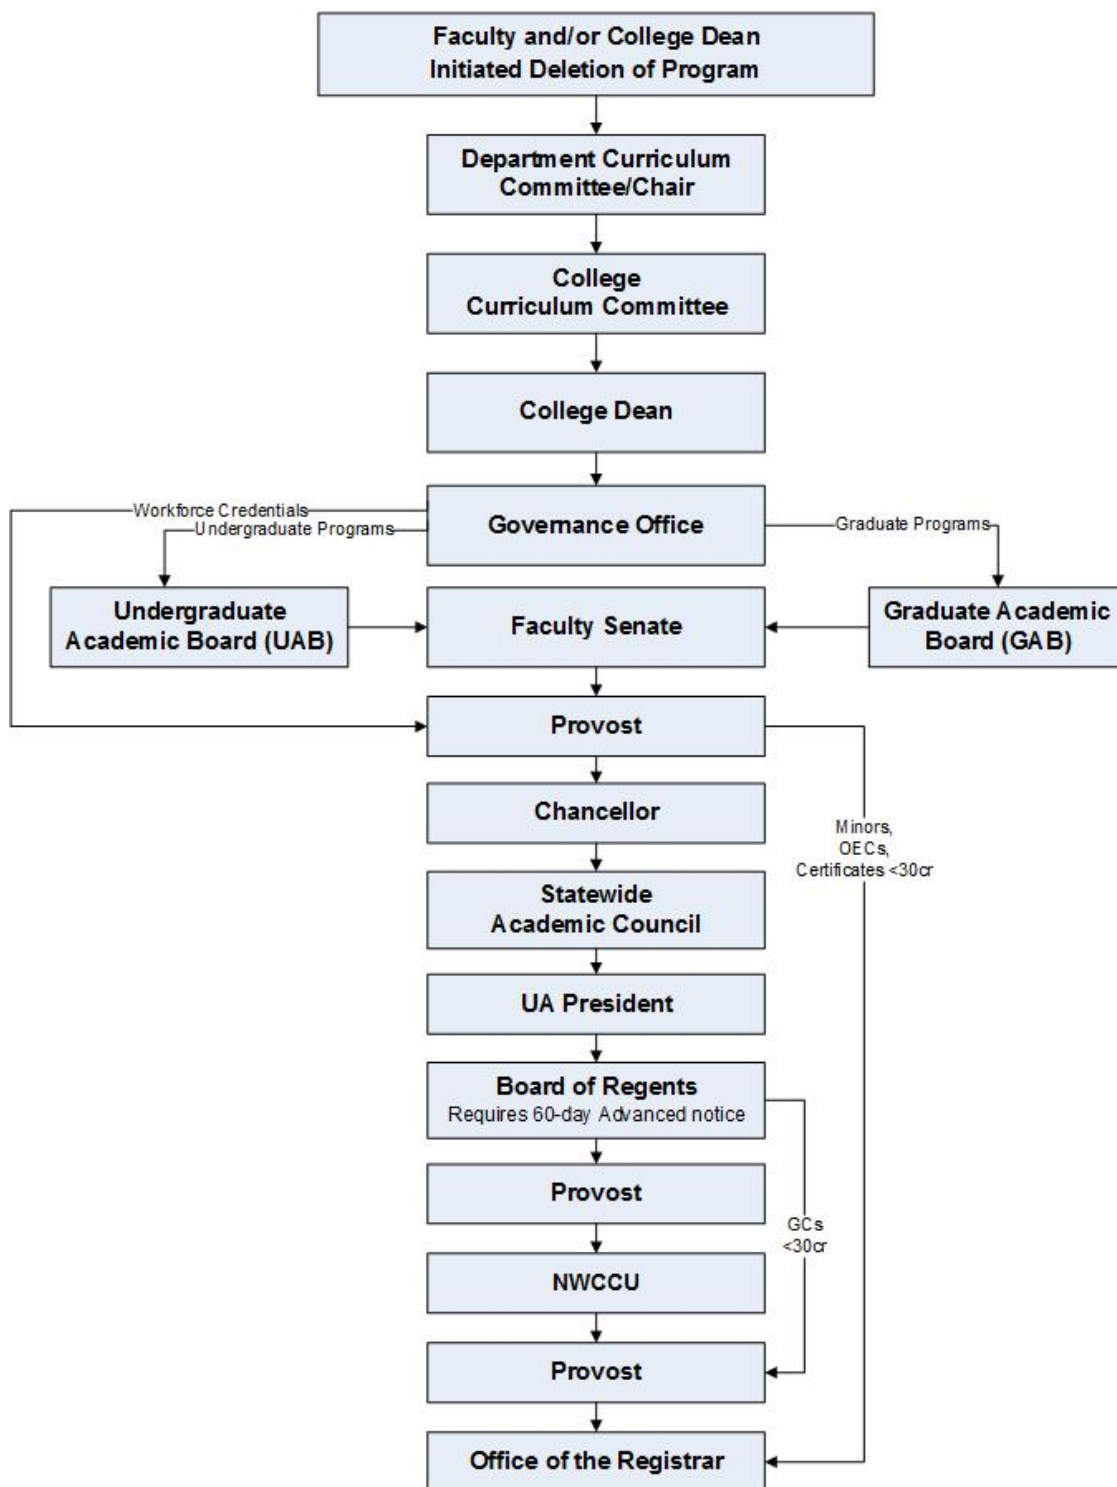 Faculty and/or College Dean
Initiated Deletion of Program
Department Curriculum
Committee/Chair
College
Curriculum Committee
College Dean
Governance Office
Workforce Credentials
Undergraduate Programs
Graduate Programs
Undergraduate
Academic Board (UAB)
Faculty Senate
Graduate Academic
Board (GAB)
Provost
Chancellor
Minors,
OECs,
Certificates <30cr
Statewide
Academic Council
UA President
Board of Regents
Requires 60-day Advanced notice
Provost
GCs
<30cr
NWCCU
Provost
Office of the Registrar